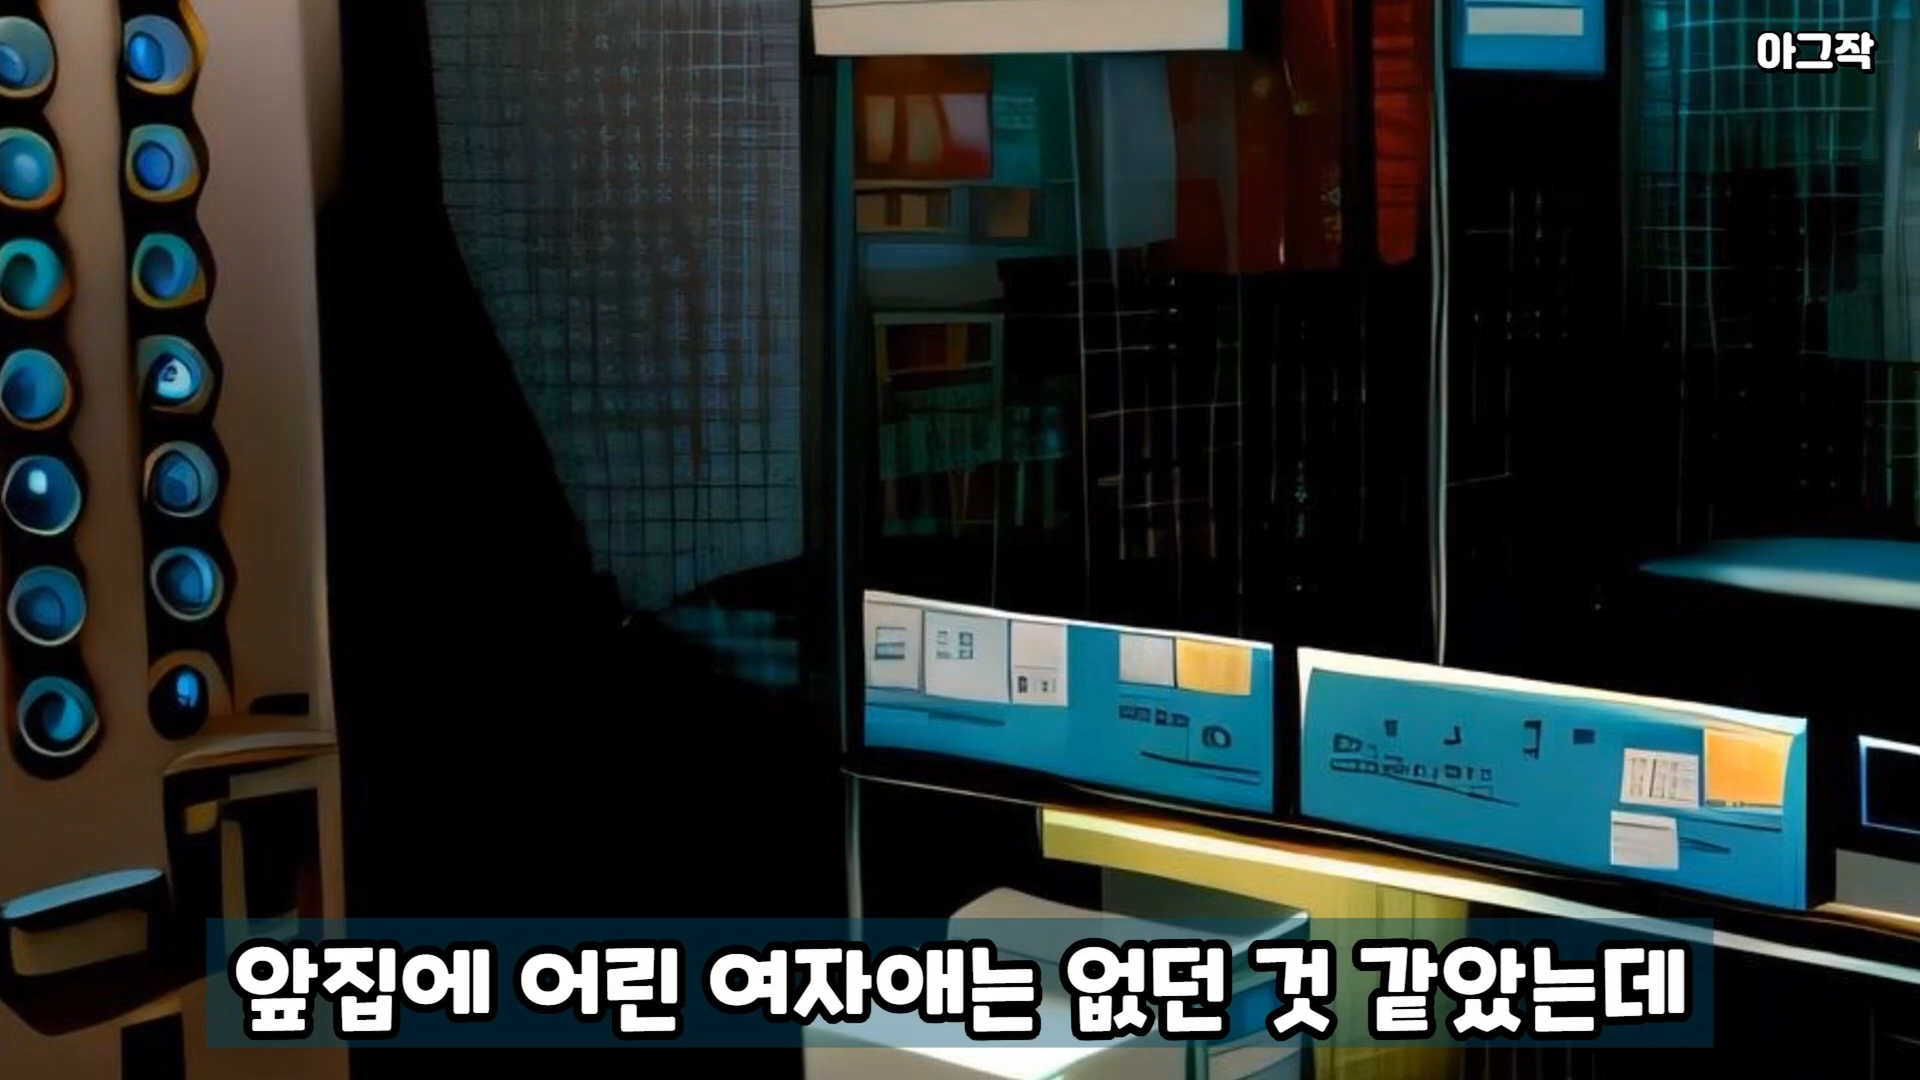 아그작
앞집에 어린 여자애는 없던 것 같았는데